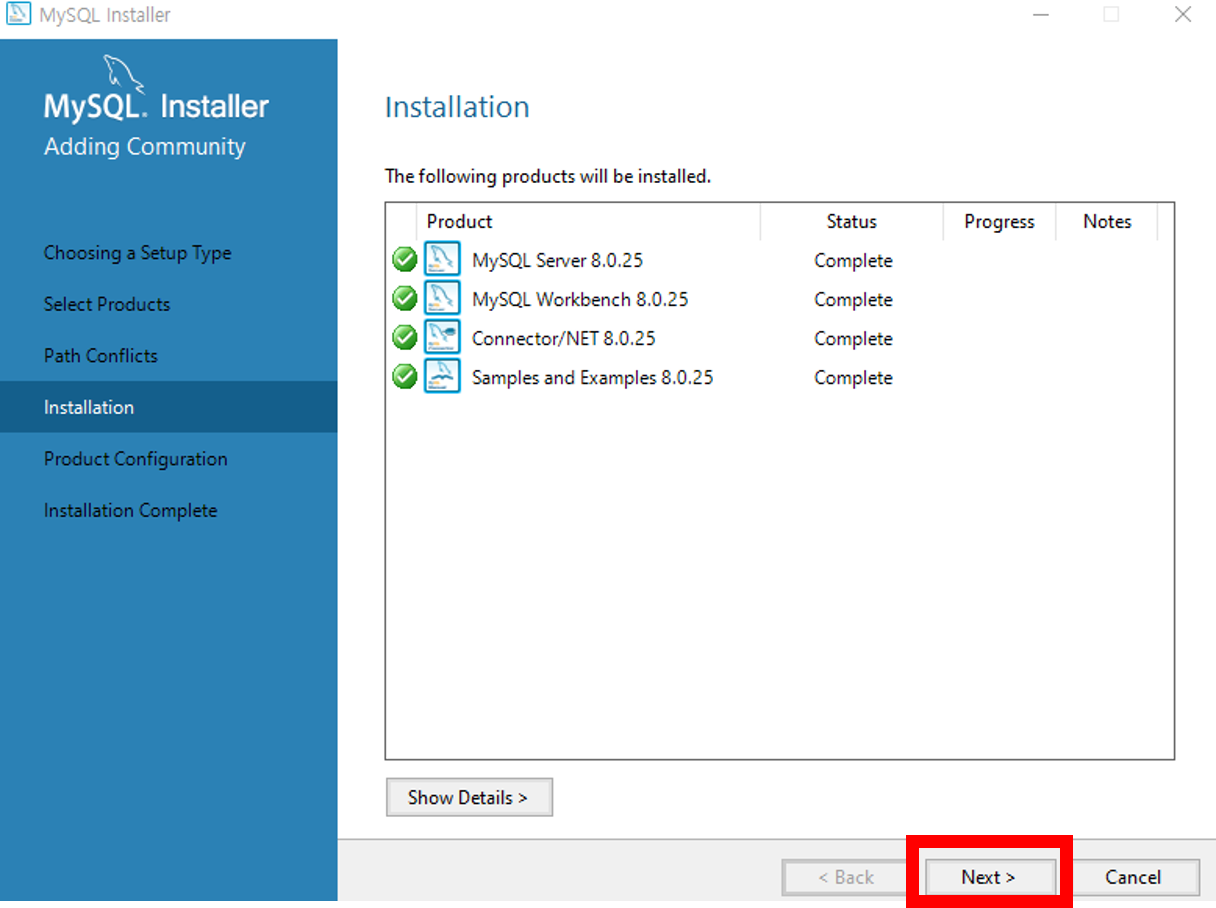 MySQL Installer
MySQL. Installer
Adding Community
Choosing a Setup Type
Select Products
Path Conflicts
Installation
Product Configuration
Installation Complete
Installation
The following products will be installed.
Product Status Progress Notes
MySQL Server 8.0.25 Complete
MySQL Workbench 8.0.25 Complete
Connector/NET 8.0.25 Complete
Samples and Examples 8.0.25 Complete
Show Details >
< Back Next > Cancel